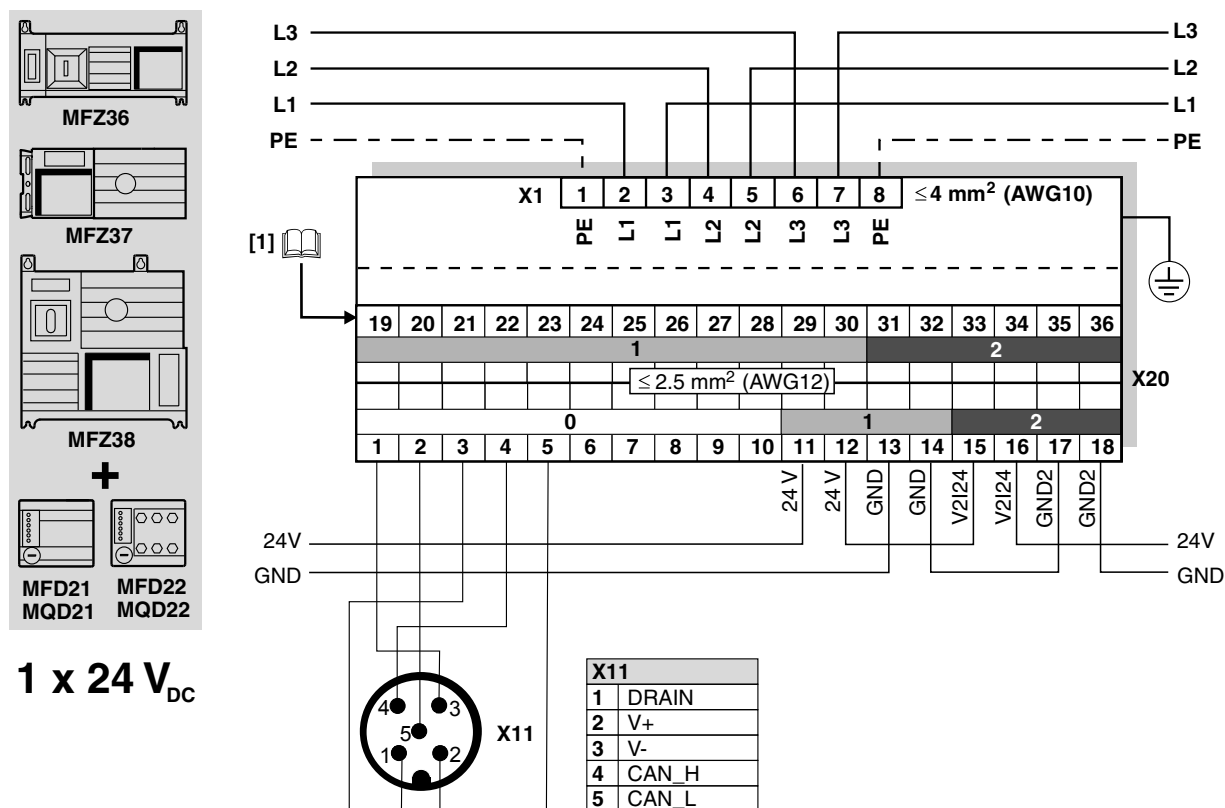 MFZ36
MFZ37
MFZ38
+
MFD21 MFD22
MQD21 MQD22
1 x 24 V DC
L3 L3
L2 L2
L1 L1
PE PE
X1 1 2 3 4 5 6 7 8 ≤4 mm² (AWG10)
PE L1 L1 L2 L2 L3 L3 PE
[1]
19 20 21 22 23 24 25 26 27 28 29 30 31 32 33 34 35 36
1 2
≤ 2.5 mm² (AWG12) X20
0 1 2
1 2 3 4 5 6 7 8 9 10 11 12 13 14 15 16 17 18
24 V 24 V GND GND V2I24 V2I24 GND2 GND2
24V 24V
GND GND
4 3
5 X11
1 2
X11
1 DRAIN
2 V+
3 V-
4 CAN_H
5 CAN_L